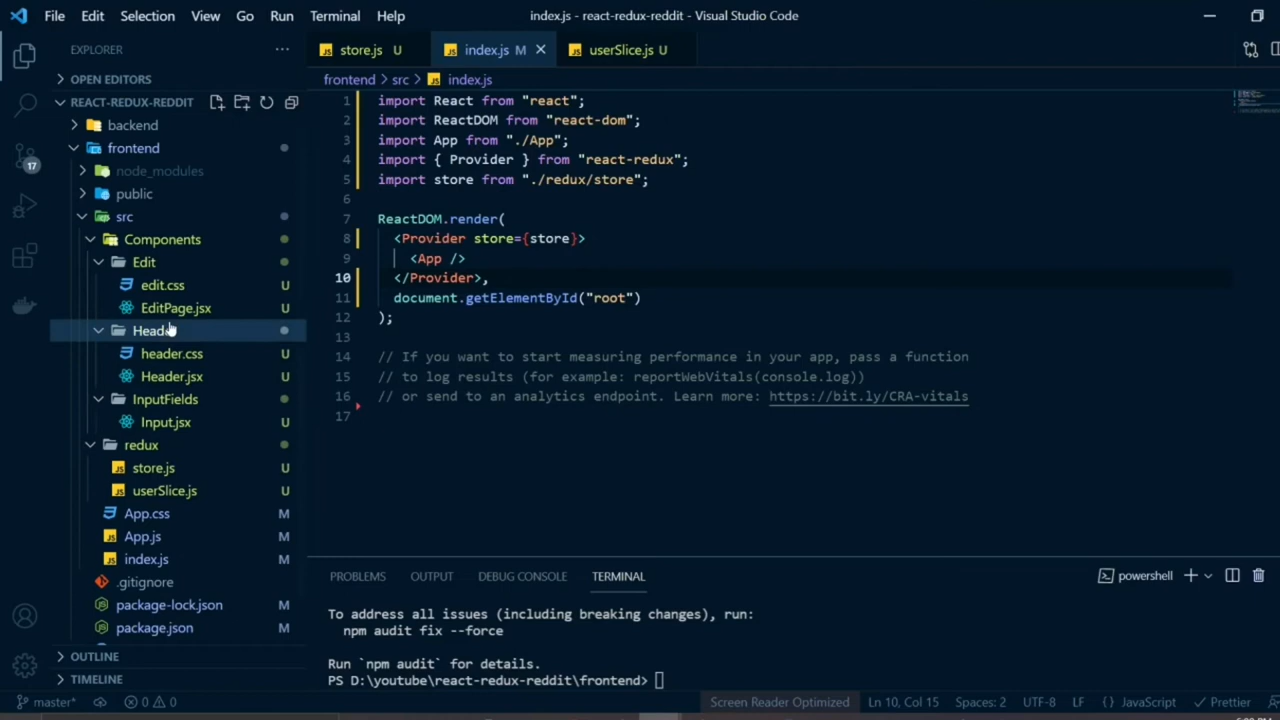 File Edit Selection View Go Run Terminal Help
index.js - react-redux-reddit - Visual Studio Code
EXPLORER
OPEN EDITORS
REACT-REDUX-REDDIT
backend
frontend
node_modules
public
src
Components
Edit
edit.css U
EditPage.jsx U
Header
header.css U
Header.jsx U
InputFields
Input.jsx U
redux
store.js U
userSlice.js U
App.css M
App.js M
index.js M
.gitignore
package-lock.json M
package.json M
OUTLINE
TIMELINE
17
JS store.js U
JS index.js M
JS userSlice.js U
frontend > src > JS index.js
1 import React from "react";
2 import ReactDOM from "react-dom";
3 import App from "./App";
4 import { Provider } from "react-redux";
5 import store from "./redux/store";
6
7 ReactDOM.render(
8 <Provider store={store}>
9 <App />
10 </Provider>,
11 document.getElementById("root")
12 );
13
14 // If you want to start measuring performance in your app, pass a function
15 // to log results (for example: reportWebVitals(console.log))
16 // or send to an analytics endpoint. Learn more: https://bit.ly/CRA-vitals
17
PROBLEMS OUTPUT DEBUG CONSOLE TERMINAL
powershell
To address all issues (including breaking changes), run:
npm audit fix --force
Run `npm audit` for details.
PS D:\youtube\react-redux-reddit\frontend>
master* 0 0 Screen Reader Optimized Ln 10, Col 15 Spaces: 2 UTF-8 LF {} JavaScript Prettier